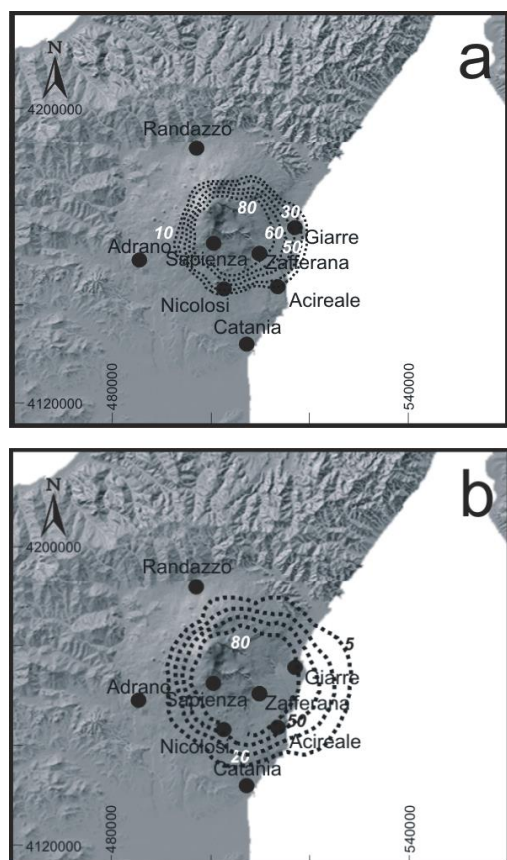 a
N
4200000
Randazzo
80
30
10
60
Giarre
50
Adrano
Sapienza
Zafferana
Nicolosi
Acireale
Catania
480000
540000
4120000
b
N
4200000
Randazzo
80
5
Giarre
Adrano
Sapienza
Zafferana
50
Nicolosi
Acireale
20
Catania
480000
540000
4120000